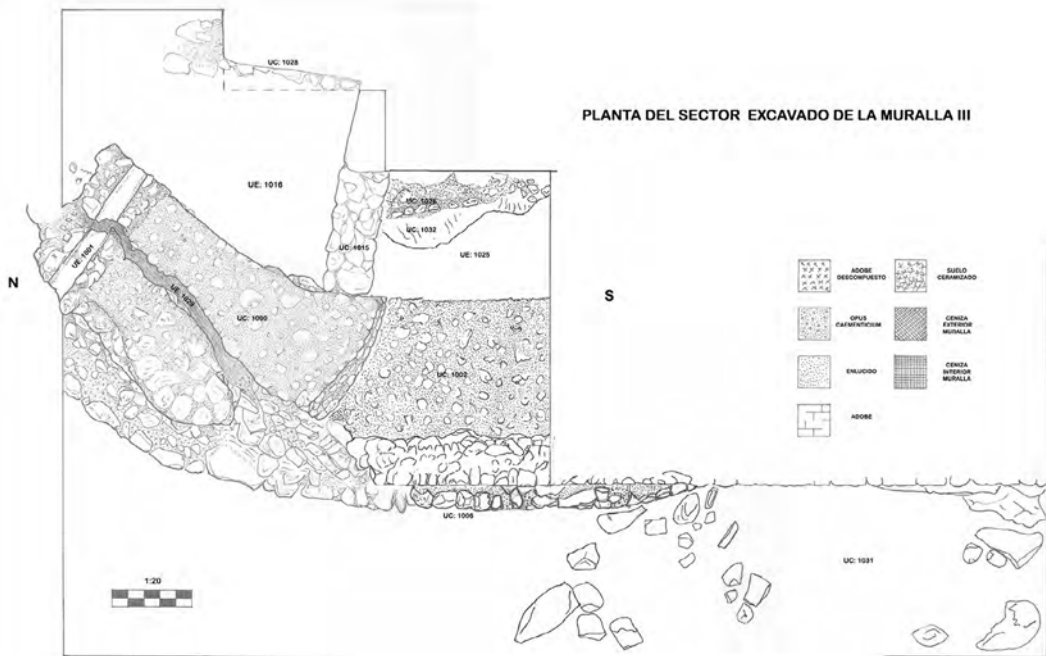 UC: 1028
PLANTA DEL SECTOR EXCAVADO DE LA MURALLA III
UE: 1016
UC: 1032
UC: 1015
UE: 1025
UE: 1001
N
UE: 1029
S
UC: 1000
UC: 1002
ADOBE
DESCOMPUESTO
SUELO
CERAMIZADO
OPUS
CAEMENTICIUM
CENIZA
EXTERIOR
MURALLA
ENLUCIDO
CENIZA
INTERIOR
MURALLA
ADOBE
UC: 1006
UC: 1031
1:20